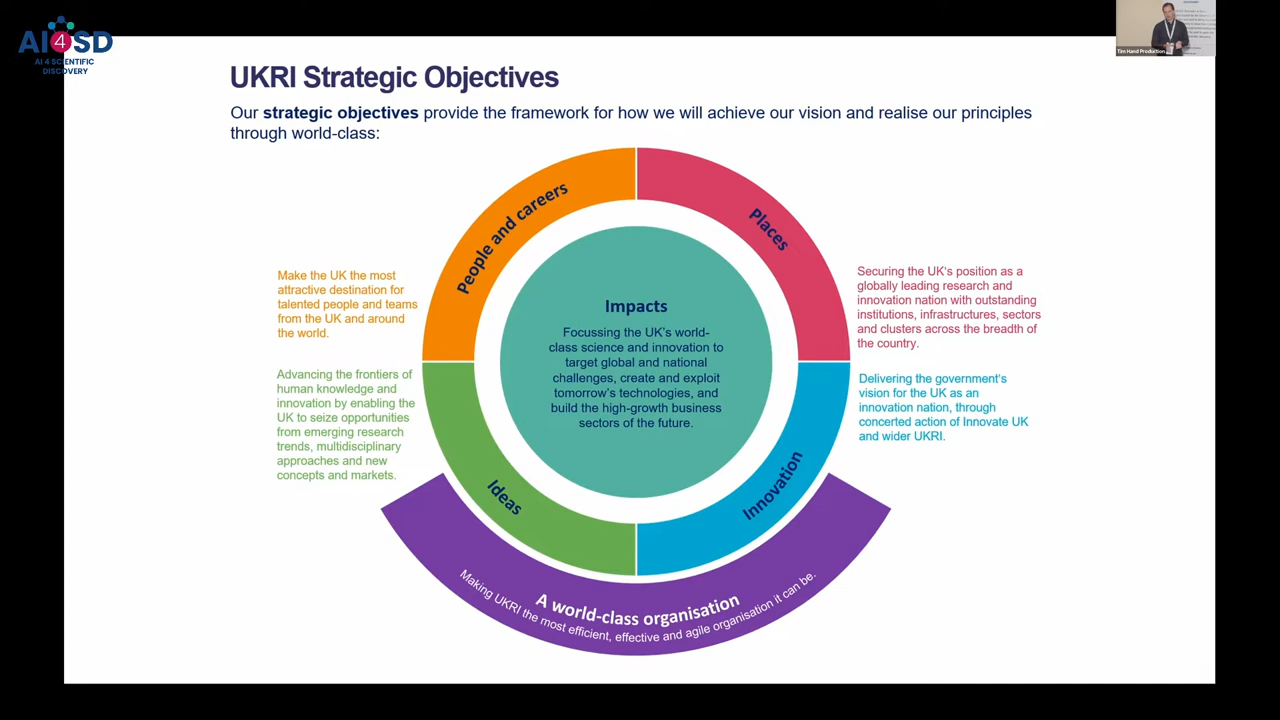 AI4SD
AI 4 SCIENTIFIC
DISCOVERY
Tim Hand Production
UKRI Strategic Objectives
Our strategic objectives provide the framework for how we will achieve our vision and realise our principles
through world-class:
People and careers
Places
Make the UK the most
attractive destination for
talented people and teams
from the UK and around
the world.
Securing the UK's position as a
globally leading research and
innovation nation with outstanding
institutions, infrastructures, sectors
and clusters across the breadth of
the country.
Impacts
Focussing the UK's world-
class science and innovation to
target global and national
challenges, create and exploit
tomorrow's technologies, and
build the high-growth business
sectors of the future.
Advancing the frontiers of
human knowledge and
innovation by enabling the
UK to seize opportunities
from emerging research
trends, multidisciplinary
approaches and new
concepts and markets.
Delivering the government's
vision for the UK as an
innovation nation, through
concerted action of Innovate UK
and wider UKRI.
Ideas
Innovation
A world-class organisation
Making UKRI the most efficient, effective and agile organisation it can be.